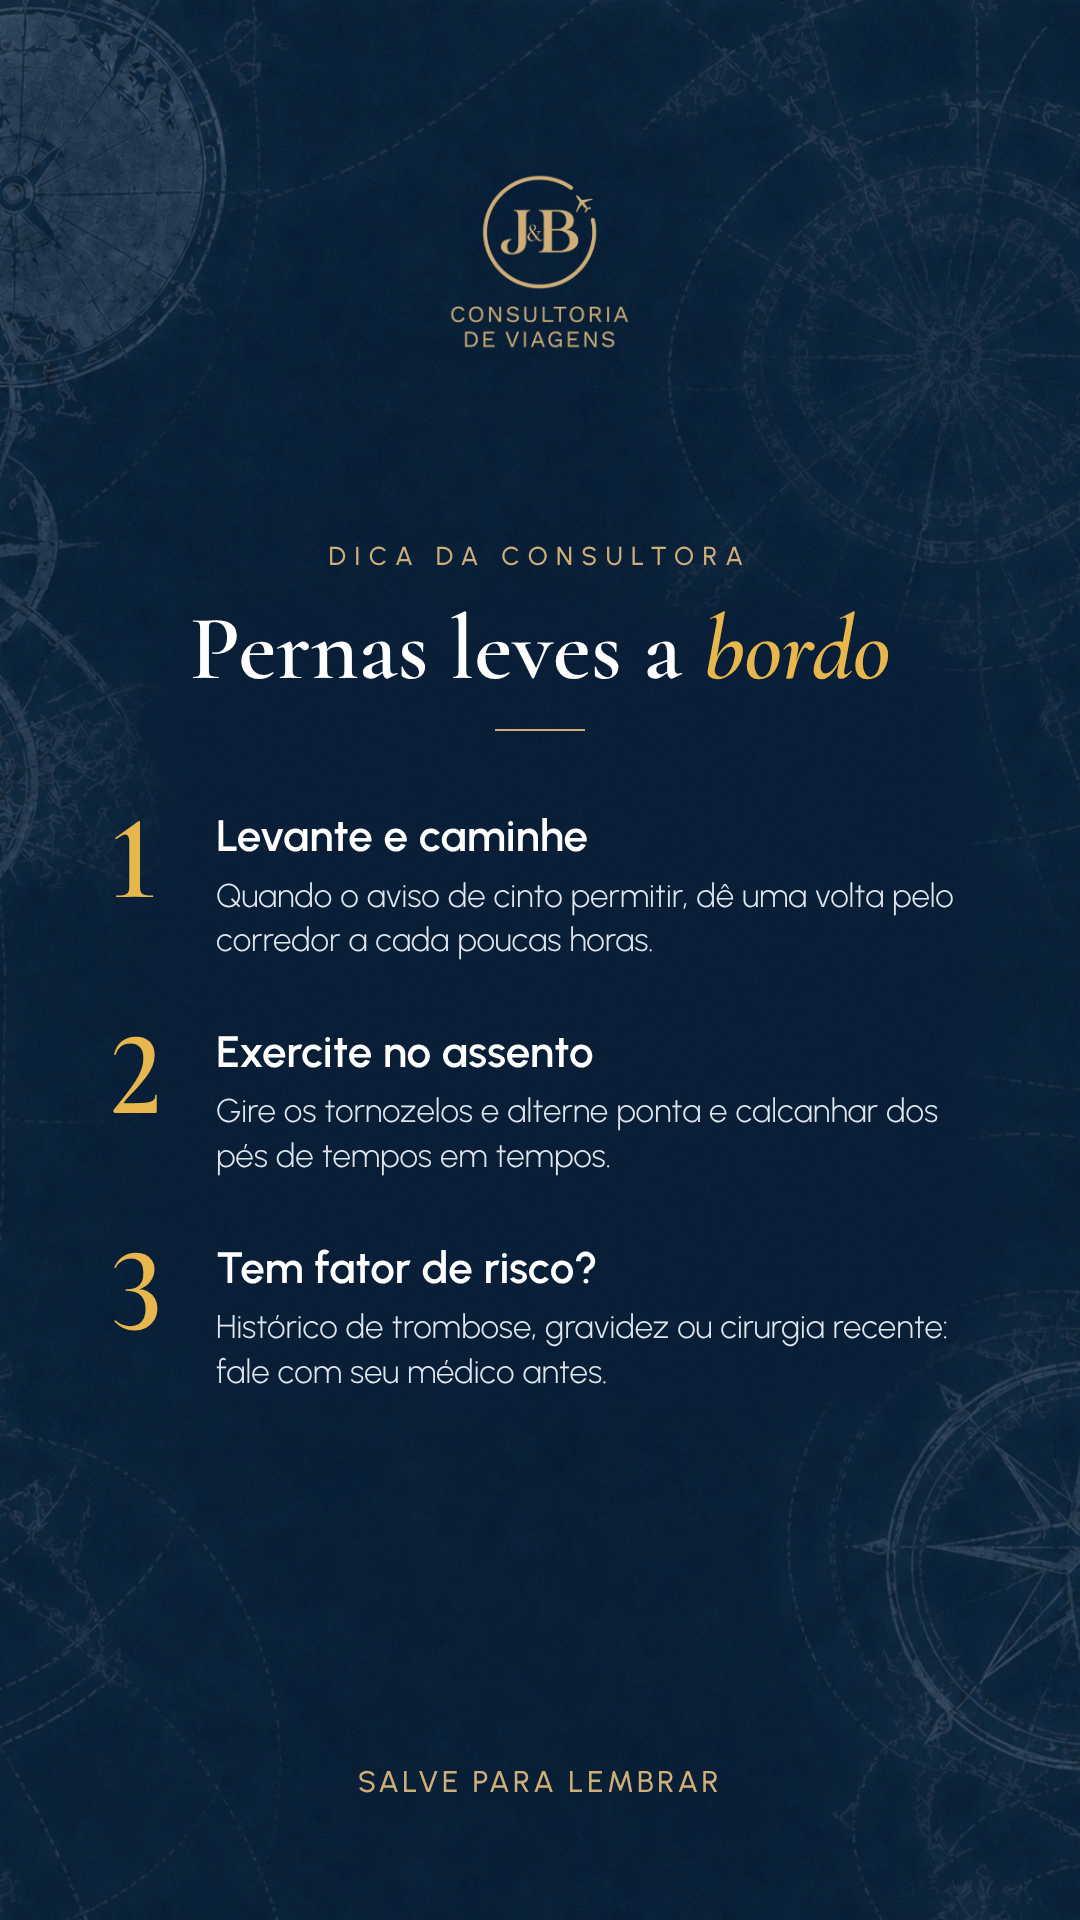 J&B
CONSULTORIA
DE VIAGENS
DICA DA CONSULTORA
Pernas leves a bordo
1
Levante e caminhe
Quando o aviso de cinto permitir, dê uma volta pelo
corredor a cada poucas horas.
2
Exercite no assento
Gire os tornozelos e alterne ponta e calcanhar dos
pés de tempos em tempos.
3
Tem fator de risco?
Histórico de trombose, gravidez ou cirurgia recente:
fale com seu médico antes.
SALVE PARA LEMBRAR